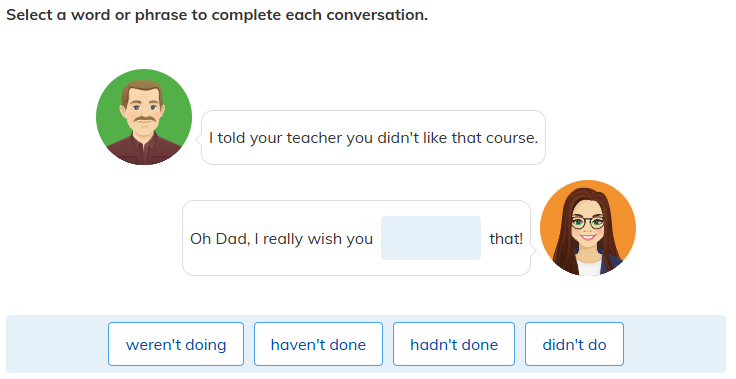 Select a word or phrase to complete each conversation.
I told your teacher you didn't like that course.
Oh Dad, I really wish you that!
weren't doing haven't done hadn't done didn't do